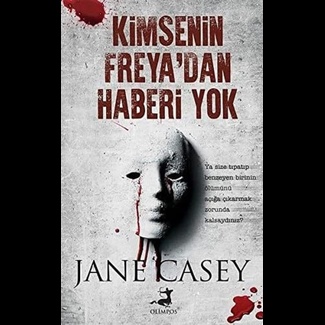 KİMSENİN
FREYA'DAN
HABERİ YOK
Ya size tıpatıp
benzeyen birinin
ölümünü
açığa çıkarmak
zorunda
kalsaydınız?
JANE CASEY
OLİMPOS